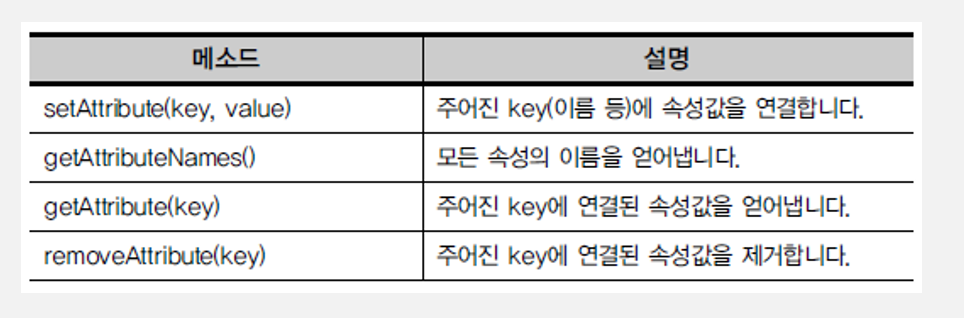 메소드 설명
setAttribute(key, value) 주어진 key(이름 등)에 속성값을 연결합니다.
getAttributeNames() 모든 속성의 이름을 얻어냅니다.
getAttribute(key) 주어진 key에 연결된 속성값을 얻어냅니다.
removeAttribute(key) 주어진 key에 연결된 속성값을 제거합니다.